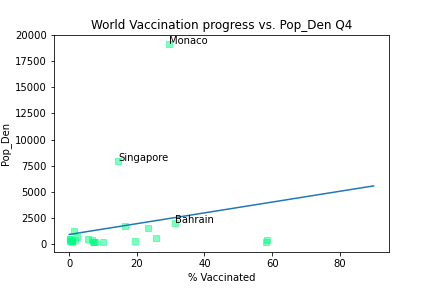 World Vaccination progress vs. Pop_Den Q4
20000
17500
15000
12500
10000
7500
5000
2500
0
Pop_Den
Monaco
Singapore
Bahrain
0 20 40 60 80
% Vaccinated